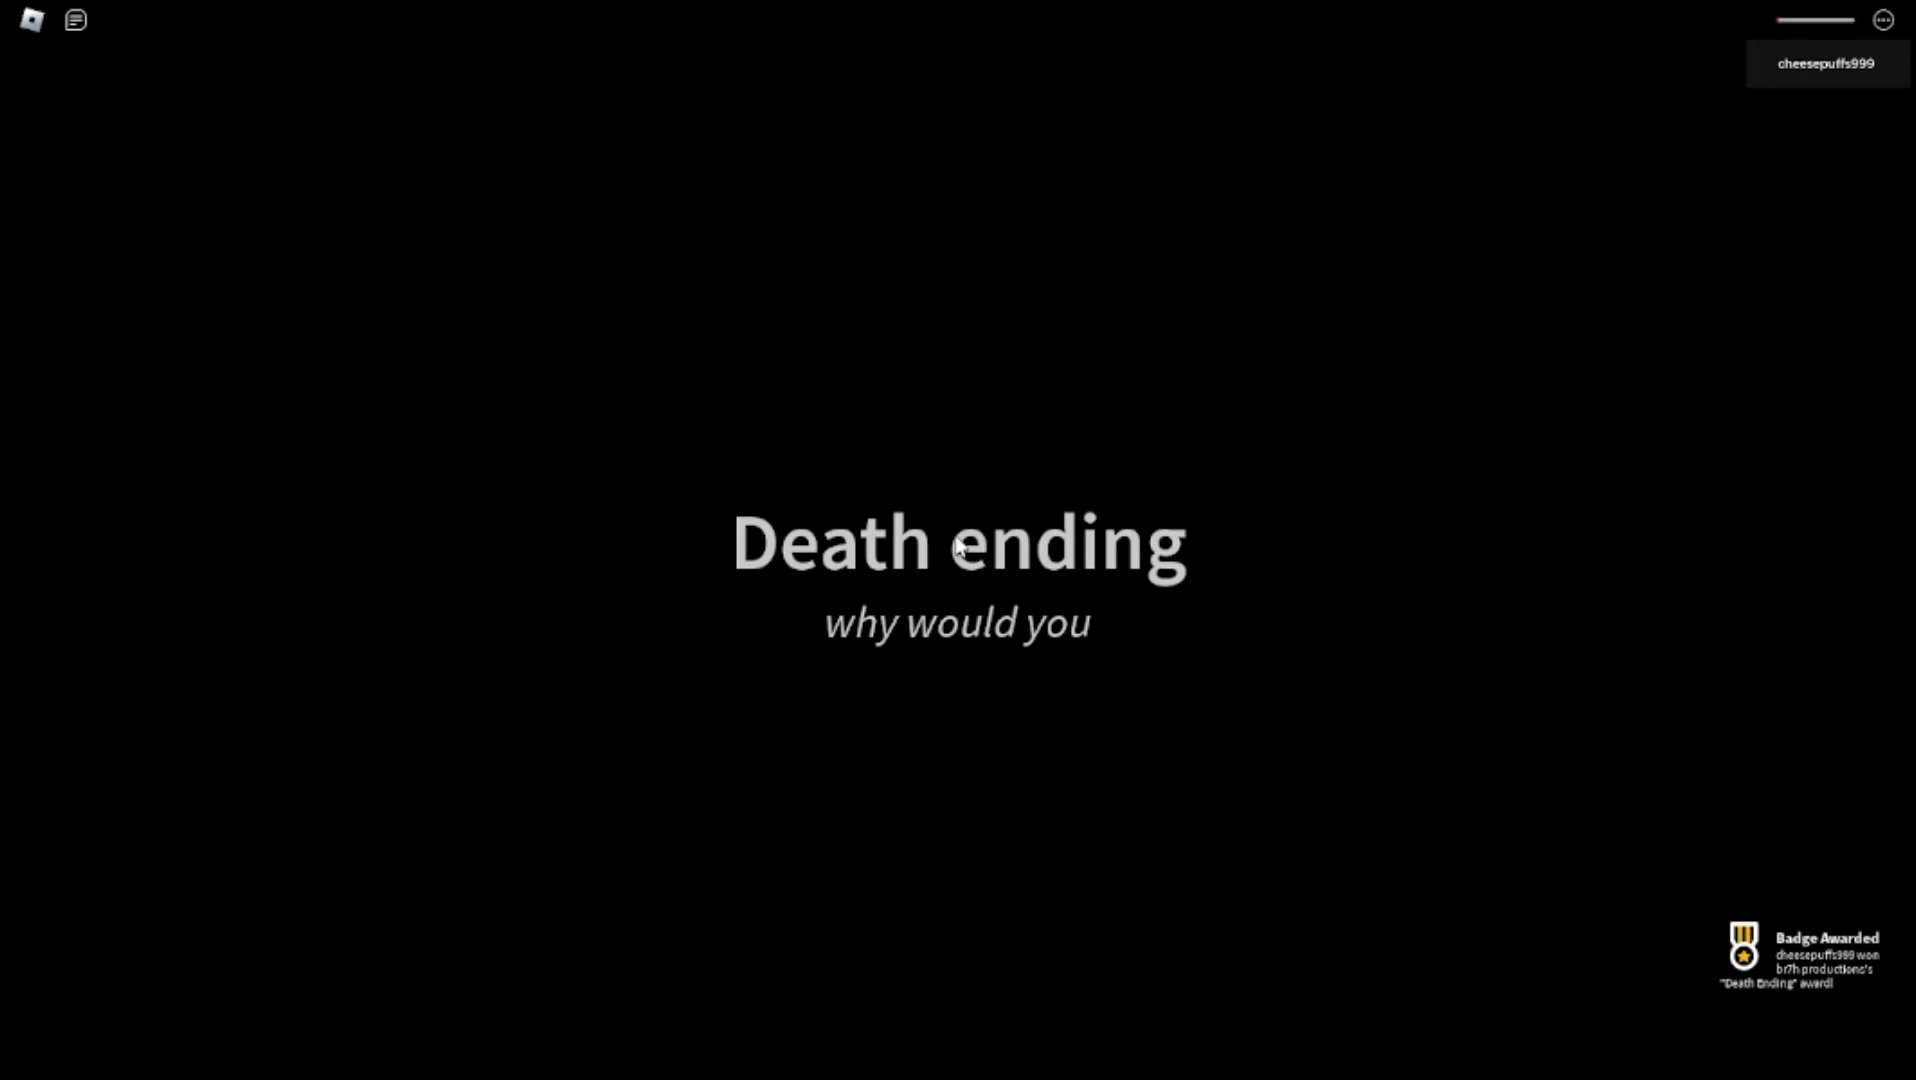 cheesepuffs999
Death ending
why would you
Badge Awarded
cheesepuffs999 won
br7h productions's
"Death Ending" award!